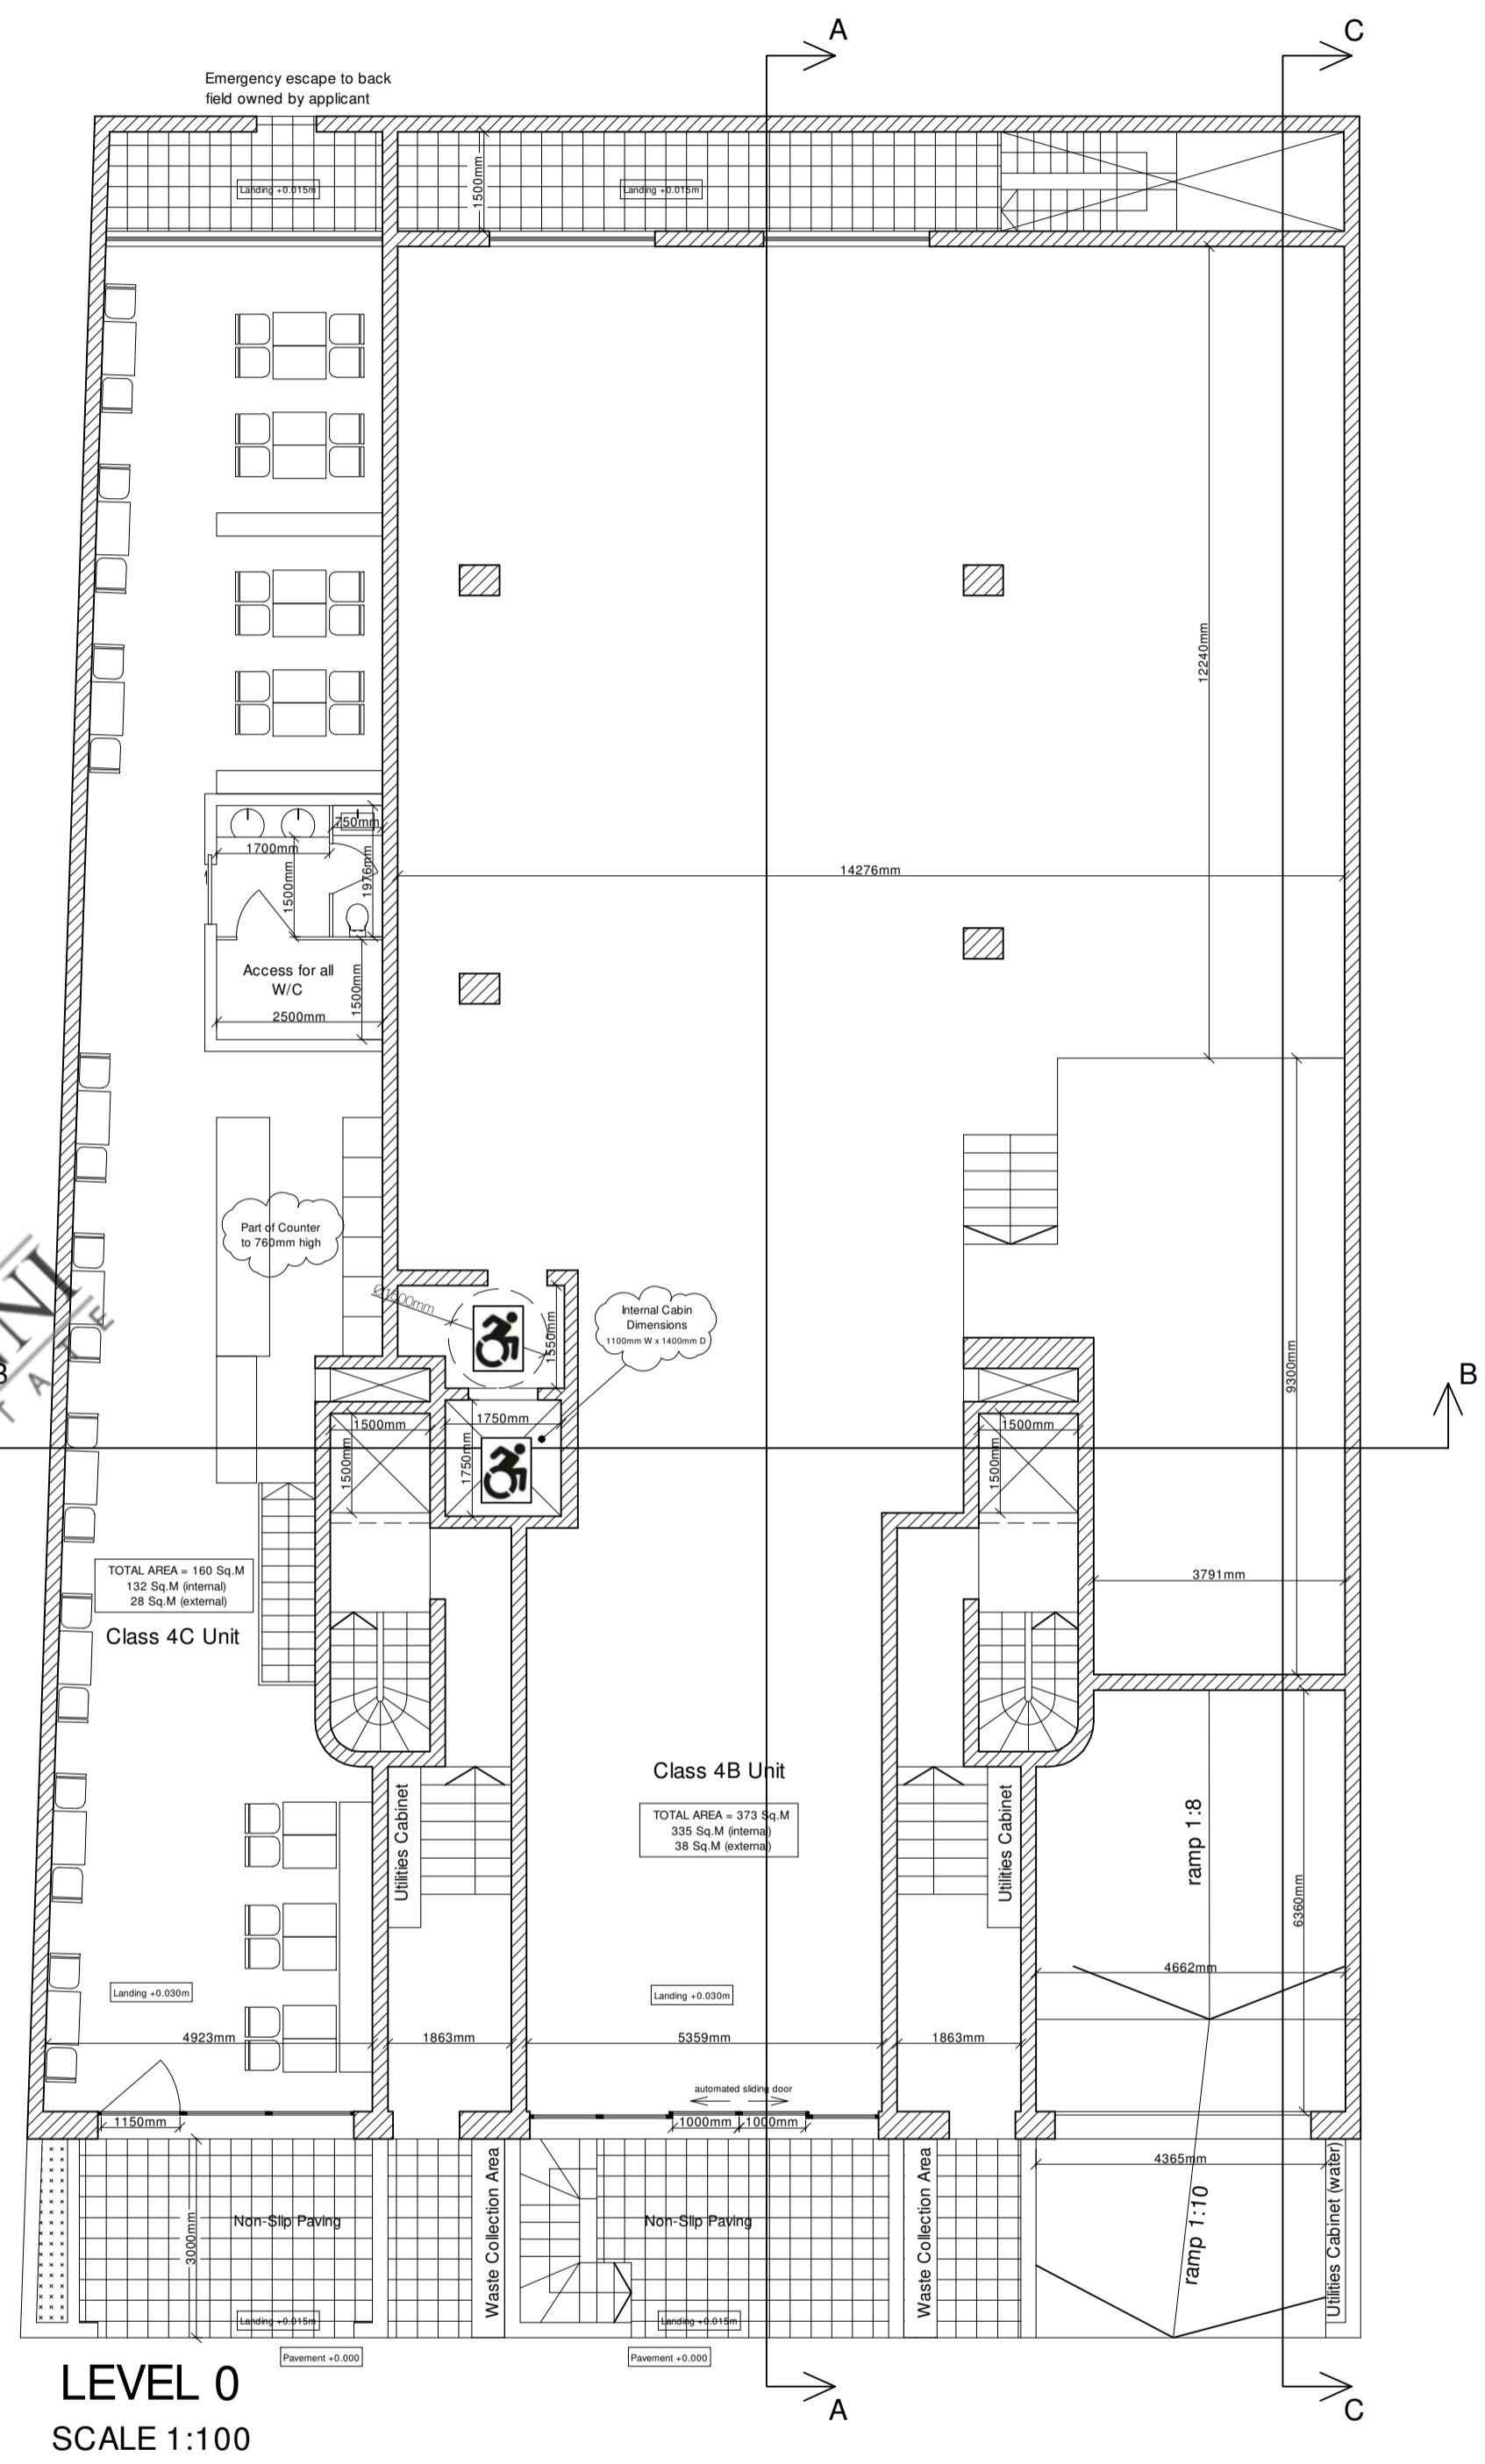 A
C
Emergency escape to back
field owned by applicant
1500mm
Landing +0.015m
Landing +0.015m
12240mm
750mm
1700mm
1500mm
1976mm
14276mm
Access for all
W/C
1500mm
2500mm
Part of Counter
to 760mm high
Ø1500mm
1550mm
Internal Cabin
Dimensions
1100mm W x 1400mm D
9300mm
B
B
1500mm
1500mm
1750mm
1750mm
1500mm
1500mm
TOTAL AREA = 160 Sq.M
132 Sq.M (internal)
28 Sq.M (external)
Class 4C Unit
3791mm
Class 4B Unit
TOTAL AREA = 373 Sq.M
335 Sq.M (internal)
38 Sq.M (external)
Utilities Cabinet
Utilities Cabinet
ramp 1:8
6360mm
4662mm
Landing +0.030m
Landing +0.030m
4923mm
1863mm
5359mm
1863mm
automated sliding door
1150mm
1000mm
1000mm
4365mm
3000mm
Non-Slip Paving
Waste Collection Area
Non-Slip Paving
Waste Collection Area
ramp 1:10
Utilities Cabinet (water)
Landing +0.015m
Landing +0.015m
Pavement +0.000
Pavement +0.000
LEVEL 0
SCALE 1:100
A
C